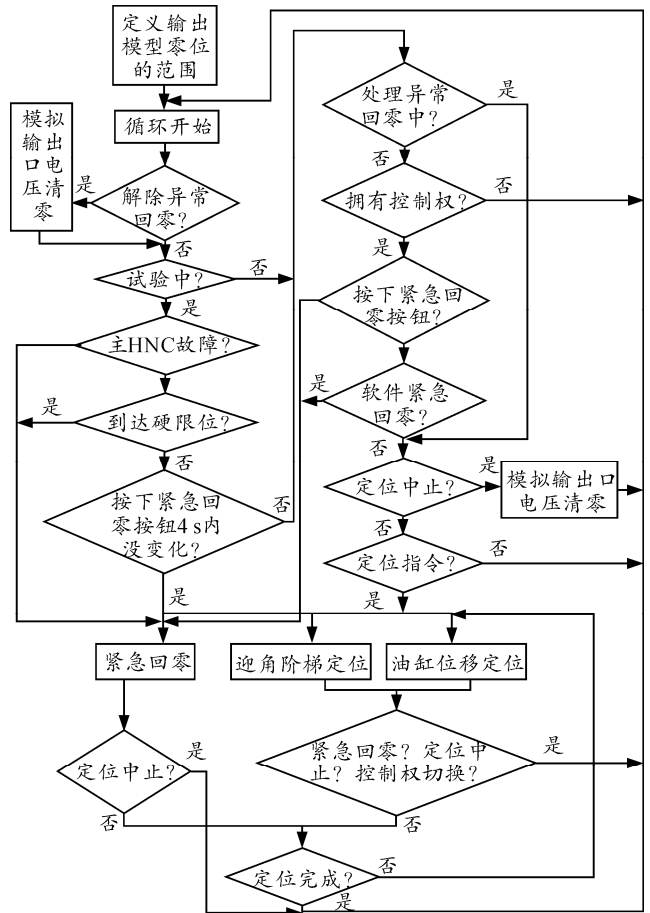 定义输出
模型零位
的范围
循环开始
模拟
输出
口电
压清
零
是
解除异常
回零?
否
试验中?
否
是
主HNC故障?
是
到达硬限位?
否
按下紧急回
零按钮4 s内
没变化?
否
是
处理异常
回零中?
是
否
拥有控制权?
否
是
按下紧急回
零按钮?
是
软件紧急
回零?
否
定位中止?
是
模拟输出口
电压清零
否
定位指令?
否
是
紧急回零
迎角阶梯定位
油缸位移定位
定位中止?
是
否
紧急回零? 定位中
止? 控制权切换?
是
否
定位完成?
否
是